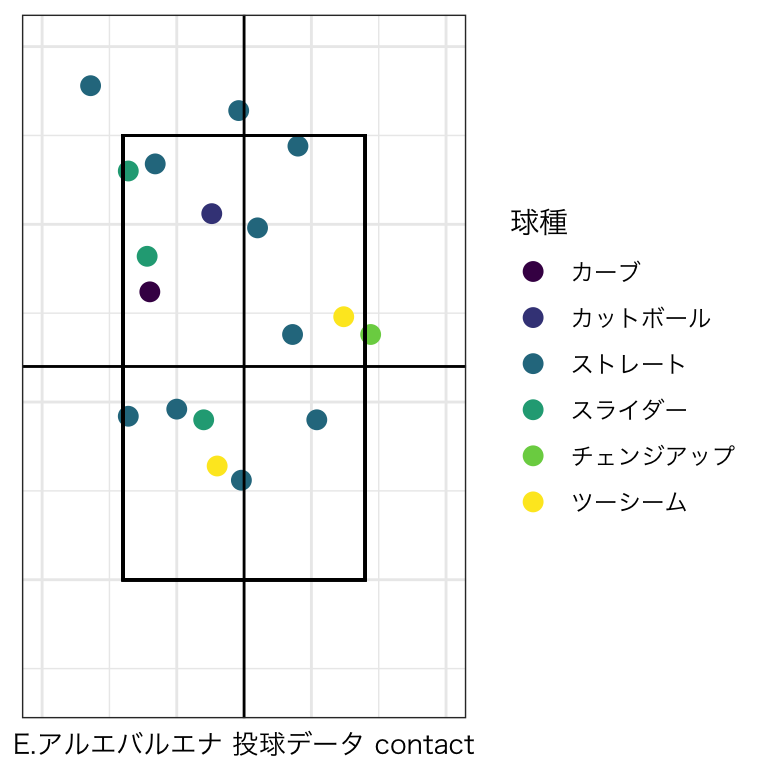 球種
カーブ
カットボール
ストレート
スライダー
チェンジアップ
ツーシーム
E.アルエバルエナ 投球データ contact